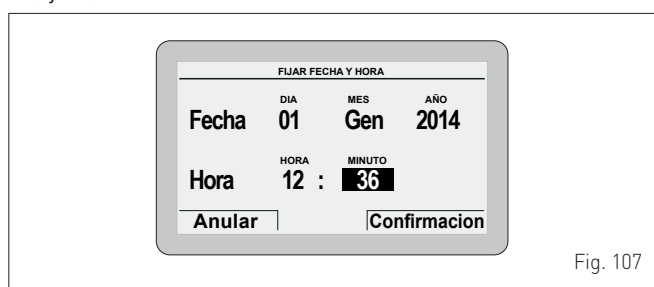 FIJAR FECHA Y HORA
DIA MES AÑO
Fecha 01 Gen 2014
HORA MINUTO
Hora 12 : 36
Anular Confirmacion
Fig. 107